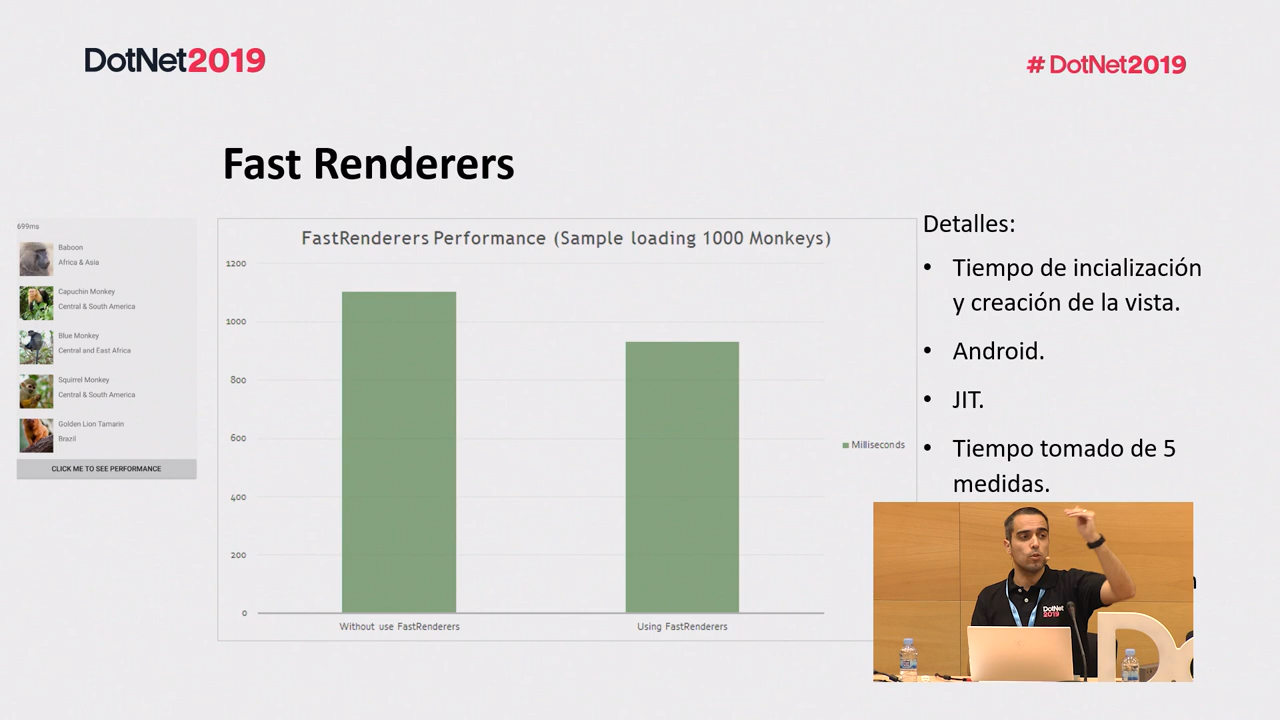 DotNet2019
# DotNet2019
Fast Renderers
699ms
Baboon
Africa & Asia
Capuchin Monkey
Central & South America
Blue Monkey
Central and East Africa
Squirrel Monkey
Central & South America
Golden Lion Tamarin
Brazil
CLICK ME TO SEE PERFORMANCE
FastRenderers Performance (Sample loading 1000 Monkeys)
1200
1000
800
600
400
200
0
Without use FastRenderers
Using FastRenderers
Milliseconds
Detalles:
• Tiempo de incialización
y creación de la vista.
• Android.
• JIT.
• Tiempo tomado de 5
medidas.
DotNet
2019